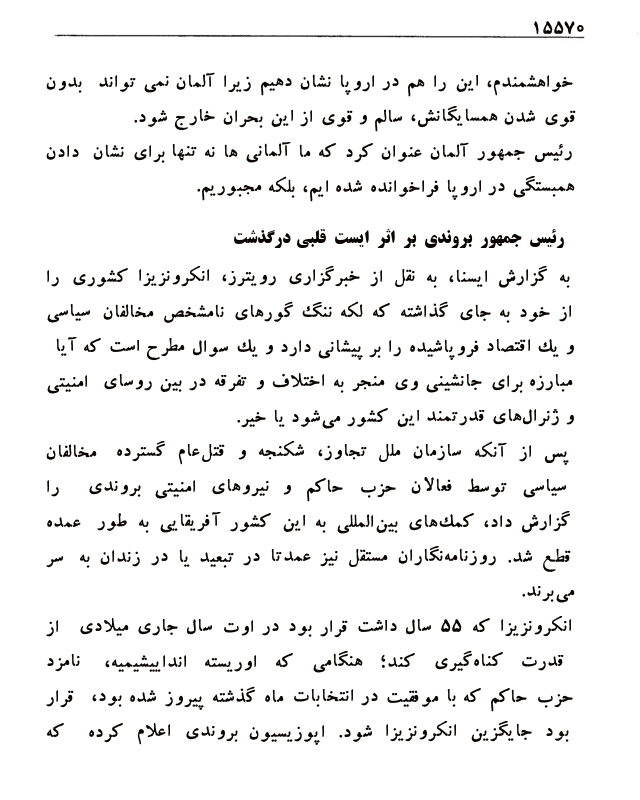 ۱۵۵۷۰
خواهشمندم، این را هم در اروپا نشان دهیم زیرا آلمان نمی تواند بدون
قوی شدن همسایگانش، سالم و قوی از این بحران خارج شود.
رئیس جمهور آلمان عنوان کرد که ما آلمانی ها نه تنها برای نشان دادن
همبستگی در اروپا فراخوانده شده ایم، بلکه مجبوریم.
رئیس جمهور بروندی بر اثر ایست قلبی درگذشت
به گزارش ایسنا، به نقل از خبرگزاری رویترز، انکرونزیزا کشوری را
از خود به جای گذاشته که لکه ننگ گورهای نامشخص مخالفان سیاسی
و یك اقتصاد فروپاشیده را بر پیشانی دارد و یك سوال مطرح است که آیا
مبارزه برای جانشینی وی منجر به اختلاف و تفرقه در بین روسای امنیتی
و ژنرال‌های قدرتمند این کشور می‌شود یا خیر.
پس از آنکه سازمان ملل تجاوز، شکنجه و قتل‌عام گسترده مخالفان
سیاسی توسط فعالان حزب حاکم و نیروهای امنیتی بروندی را
گزارش داد، کمك‌های بین‌المللی به این کشور آفریقایی به طور عمده
قطع شد. روزنامه‌نگاران مستقل نیز عمدتا در تبعید یا در زندان به سر
می‌برند.
انکرونزیزا که ۵۵ سال داشت قرار بود در اوت سال جاری میلادی از
قدرت کناه‌گیری کند؛ هنگامی که اوریسته انداییشیمیه، نامزد
حزب حاکم که با موفقیت در انتخابات ماه گذشته پیروز شده بود، قرار
بود جایگزین انکرونزیزا شود. اپوزیسیون بروندی اعلام کرده که